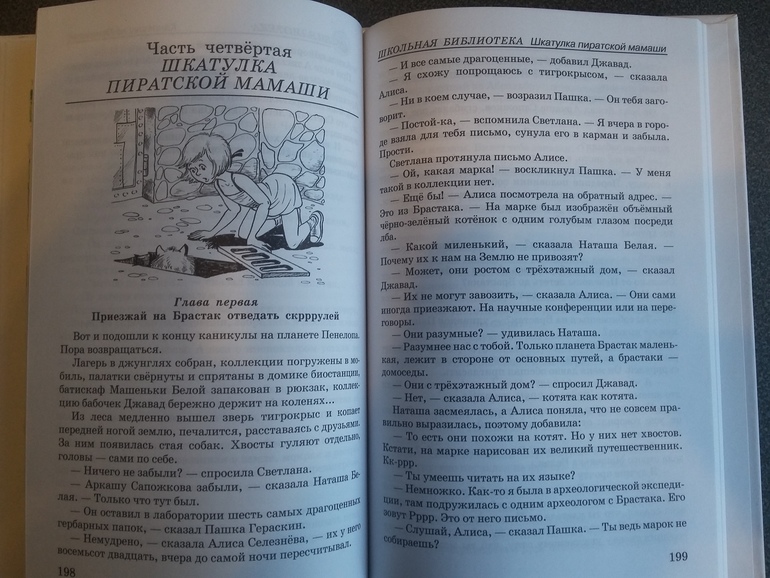 Часть четвёртая
ШКАТУЛКА
ПИРАТСКОЙ МАМАШИ
Глава первая
Приезжай на Брастак отведать скрррулей
Вот и подошли к концу каникулы на планете Пенелопа.
Пора возвращаться.
Лагерь в джунглях собран, коллекции погружены в мо-
биль, палатки свёрнуты и спрятаны в домике биостанции,
батискаф Машеньки Белой запакован в рюкзак, коллек-
цию бабочек Джавад бережно держит на коленях...
Из леса медленно вышел зверь тигрокрыс и копает
передней ногой землю, печалится, расставаясь с друзьями.
За ним появилась стая собак. Хвосты гуляют отдельно,
головы — сами по себе.
— Ничего не забыли? — спросила Светлана.
— Аркашу Сапожкова забыли, — сказала Наташа Бе-
лая. — Только что тут был.
— Он оставил в лаборатории шесть самых драгоценных
гербарных папок, — сказал Пашка Гераскин.
— Немудрено, — сказала Алиса Селезнёва, — их у него
восемьсот двадцать, вчера до самой ночи пересчитывал.
198
ШКОЛЬНАЯ БИБЛИОТЕКА Шкатулка пиратской мамаши
— И все самые драгоценные, — добавил Джавад.
— Я схожу попрощаюсь с тигрокрысом, — сказала
Алиса.
— Ни в коем случае, — возразил Пашка. — Он тебя заго-
ворит.
— Постой-ка, — вспомнила Светлана. — Я вчера в горо-
де взяла для тебя письмо, сунула его в карман и забыла.
Прости.
Светлана протянула письмо Алисе.
— Ой, какая марка! — воскликнул Пашка. — У меня
такой в коллекции нет.
— Ещё бы! — Алиса посмотрела на обратный адрес. —
Это из Брастака. — На марке был изображён объёмный
чёрно-зелёный котёнок с одним голубым глазом посреди
лба.
— Какой миленький, — сказала Наташа Белая. —
Почему их к нам на Землю не привозят?
— Может, они ростом с трёхэтажный дом, — сказал
Джавад.
— Их не могут завозить, — сказала Алиса. — Они сами
иногда приезжают. На научные конференции или на пере-
говоры.
— Они разумные? — удивилась Наташа.
— Разумнее нас с тобой. Только планета Брастак малень-
кая, лежит в стороне от основных путей, а брастаки —
домоседы.
— Они с трёхэтажный дом? — спросил Джавад.
— Нет, — сказала Алиса, — котята как котята.
Наташа засмеялась, а Алиса поняла, что не совсем пра-
вильно выразилась, поэтому добавила:
— То есть они похожи на котят. Но у них нет хвостов.
Кстати, на марке нарисован их великий путешественник.
Кк-ррр.
— Ты умеешь читать на их языке?
— Немножко. Как-то я была в археологической экспеди-
ции, там подружилась с одним археологом с Брастака. Его
зовут Рррр. Это от него письмо.
— Слушай, Алиса, — сказал Пашка. — Ты ведь марок не
собираешь?
199